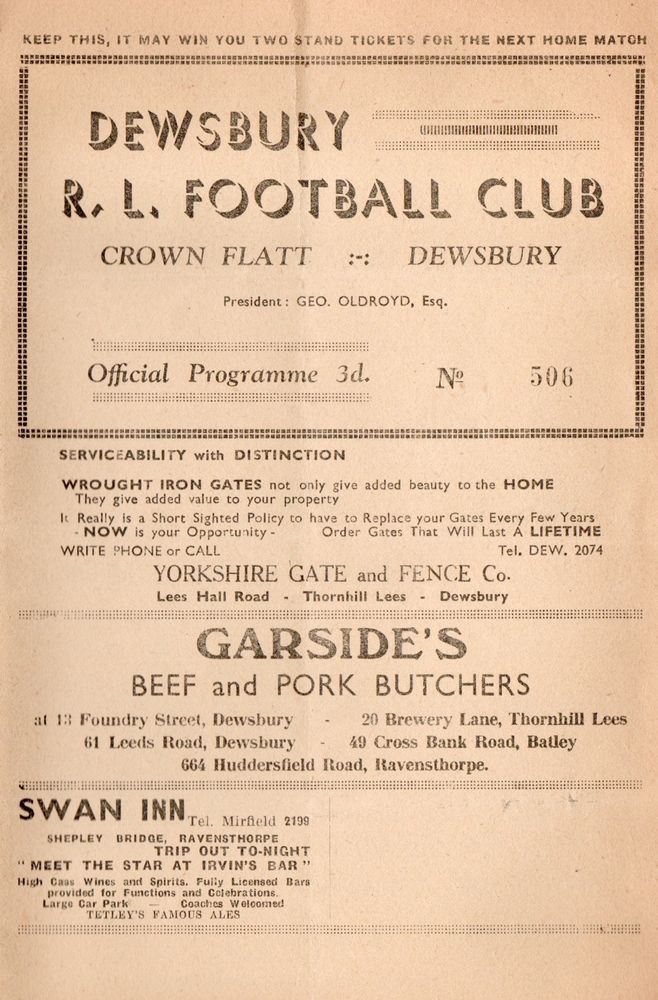 KEEP THIS, IT MAY WIN YOU TWO STAND TICKETS FOR THE NEXT HOME MATCH
DEWSBURY
R. L. FOOTBALL CLUB
CROWN FLATT :-: DEWSBURY
President: GEO. OLDROYD, Esq.
Official Programme 3d. Nº 506
SERVICEABILITY with DISTINCTION
WROUGHT IRON GATES not only give added beauty to the HOME
They give added value to your property
It Really is a Short Sighted Policy to have to Replace your Gates Every Few Years
- NOW is your Opportunity - Order Gates That Will Last A LIFETIME
WRITE PHONE or CALL Tel. DEW. 2074
YORKSHIRE GATE and FENCE Co.
Lees Hall Road - Thornhill Lees - Dewsbury
GARSIDE'S
BEEF and PORK BUTCHERS
at 13 Foundry Street, Dewsbury - 20 Brewery Lane, Thornhill Lees
61 Leeds Road, Dewsbury - 49 Cross Bank Road, Batley
664 Huddersfield Road, Ravensthorpe.
SWAN INN Tel. Mirfield 2199
SHEPLEY BRIDGE, RAVENSTHORPE
TRIP OUT TO-NIGHT
"MEET THE STAR AT IRVIN'S BAR"
High Cass Wines and Spirits. Fully Licensed Bars
provided for Functions and Celebrations.
Large Car Park — Coaches Welcomed
TETLEY'S FAMOUS ALES